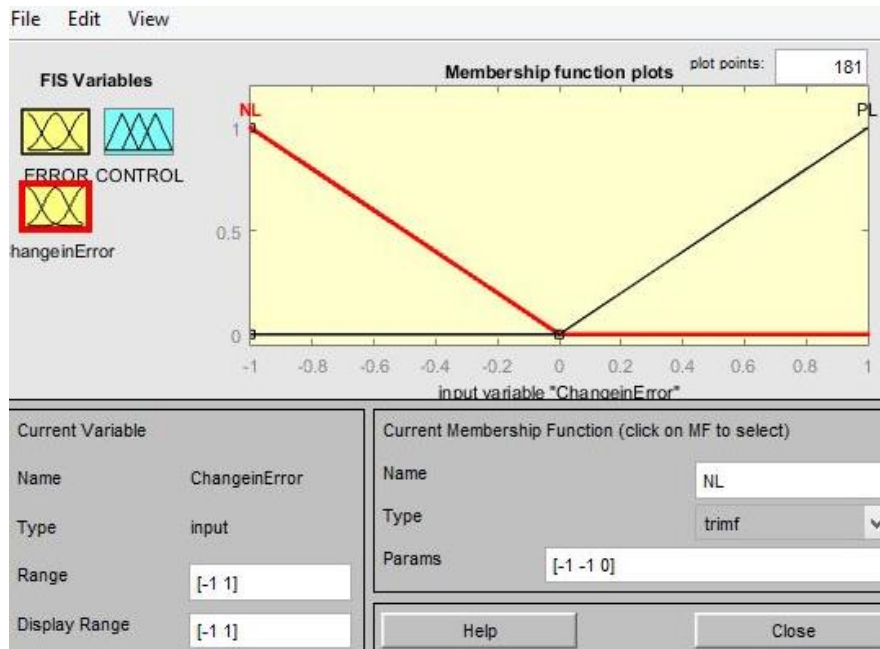 File Edit View
FIS Variables
Membership function plots
plot points:
181
NL
PL
1
0.5
0
-1 -0.8 -0.6 -0.4 -0.2 0 0.2 0.4 0.6 0.8 1
input variable "ChangeinError"
ERROR CONTROL
hangeinError
Current Variable
Name ChangeinError
Type input
Range [-1 1]
Display Range [-1 1]
Current Membership Function (click on MF to select)
Name NL
Type trimf
Params [-1 -1 0]
Help Close